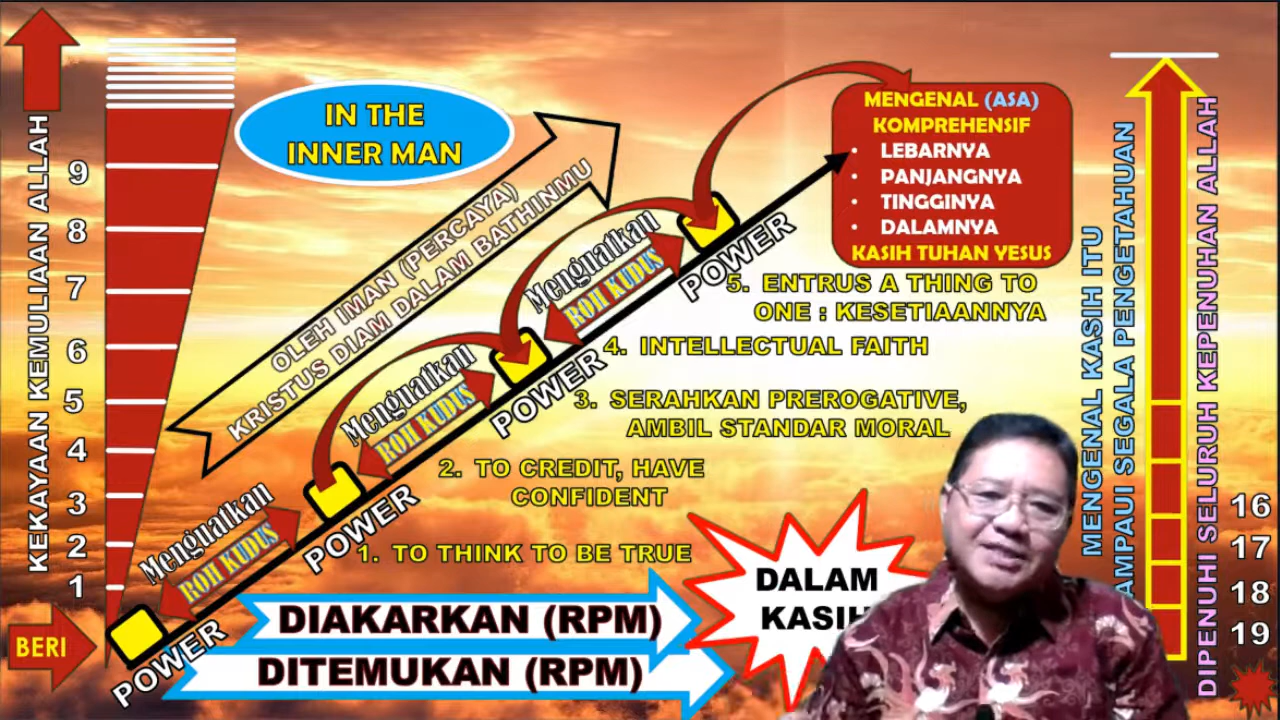 KEKAYAAN KEMULIAAN ALLAH
9
8
7
6
5
4
3
2
1
BERI
IN THE
INNER MAN
OLEH IMAN (PERCAYA)
KRISTUS DIAM DALAM BATHINMU
Menguatkan
ROH KUDUS
POWER
Menguatkan
ROH KUDUS
POWER
Menguatkan
ROH KUDUS
POWER
POWER
MENGENAL (ASA)
KOMPREHENSIF
• LEBARNYA
• PANJANGNYA
• TINGGINYA
• DALAMNYA
KASIH TUHAN YESUS
5. ENTRUS A THING TO
ONE : KESETIAANNYA
4. INTELLECTUAL FAITH
3. SERAHKAN PREROGATIVE,
AMBIL STANDAR MORAL
2. TO CREDIT, HAVE
CONFIDENT
1. TO THINK TO BE TRUE
DIAKARKAN (RPM)
DITEMUKAN (RPM)
DALAM
KASIH
MENGENAL KASIH ITU
AMPAUI SEGALA PENGETAHUAN
DIPENUHI SELURUH KEPENUHAN ALLAH
16
17
18
19